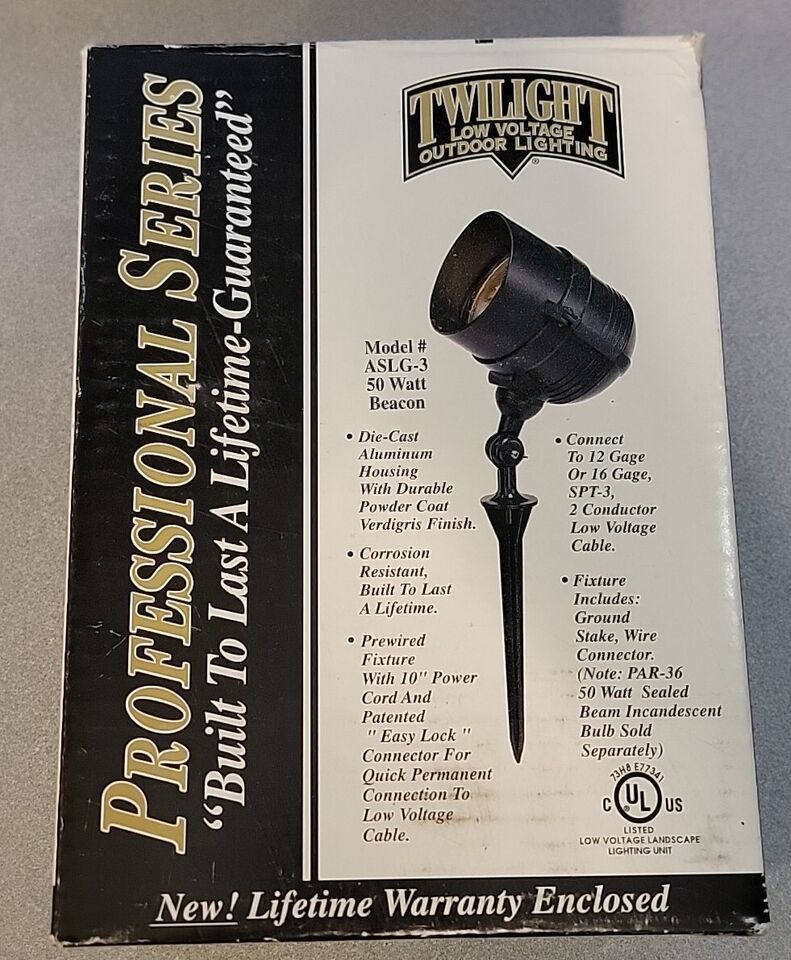 PROFESSIONAL SERIES
“Built To Last A Lifetime-Guaranteed”
TWILIGHT
LOW VOLTAGE
OUTDOOR LIGHTING
®
Model #
ASLG-3
50 Watt
Beacon
• Die-Cast
Aluminum
Housing
With Durable
Powder Coat
Verdigris Finish.
• Corrosion
Resistant,
Built To Last
A Lifetime.
• Prewired
Fixture
With 10" Power
Cord And
Patented
" Easy Lock "
Connector For
Quick Permanent
Connection To
Low Voltage
Cable.
• Connect
To 12 Gage
Or 16 Gage,
SPT-3,
2 Conductor
Low Voltage
Cable.
• Fixture
Includes:
Ground
Stake, Wire
Connector.
(Note: PAR-36
50 Watt Sealed
Beam Incandescent
Bulb Sold
Separately)
73H8 E77341
C UL US
LISTED
LOW VOLTAGE LANDSCAPE
LIGHTING UNIT
New! Lifetime Warranty Enclosed